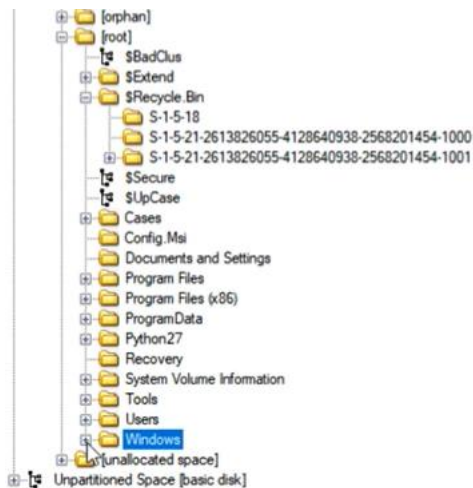 [orphan]
[root]
$BadClus
$Extend
$Recycle.Bin
S-1-5-18
S-1-5-21-2613826055-4128640938-2568201454-1000
S-1-5-21-2613826055-4128640938-2568201454-1001
$Secure
$UpCase
Cases
Config.Msi
Documents and Settings
Program Files
Program Files (x86)
ProgramData
Python27
Recovery
System Volume Information
Tools
Users
Windows
[unallocated space]
Unpartitioned Space [basic disk]